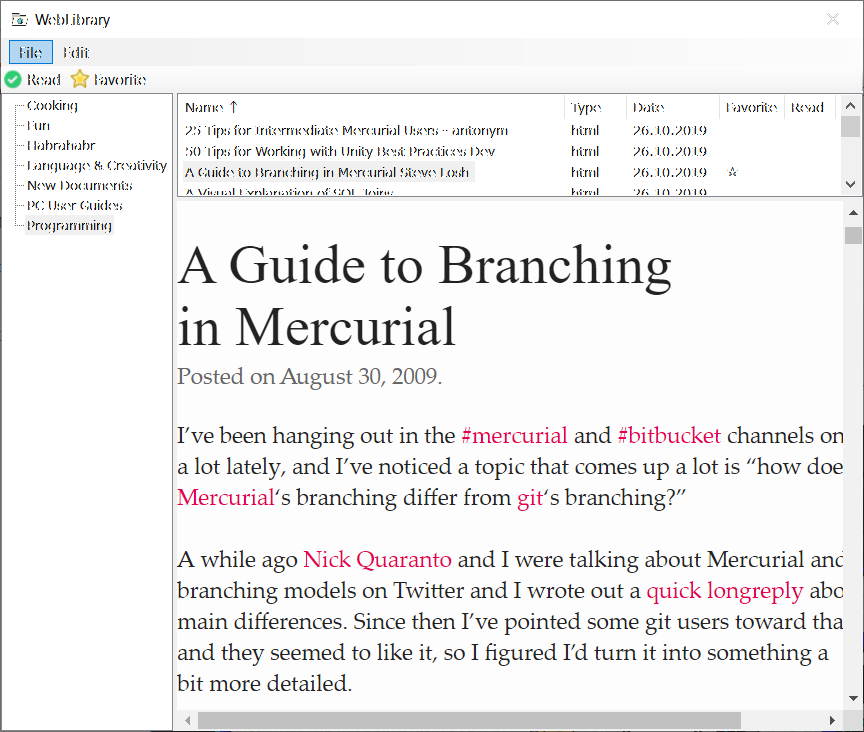 WebLibrary
File Edit
Read Favorite
Cooking
Fun
Habrahabr
Language & Creativity
New Documents
PC User Guides
Programming
Name ↑ Type Date Favorite Read
25 Tips for Intermediate Mercurial Users - antonym html 26.10.2019
50 Tips for Working with Unity Best Practices Dev html 26.10.2019
A Guide to Branching in Mercurial Steve Losh html 26.10.2019 ☆
A Visual Explanation of SQL Joins html 26.10.2019
A Guide to Branching
in Mercurial
Posted on August 30, 2009.
I’ve been hanging out in the #mercurial and #bitbucket channels on
a lot lately, and I’ve noticed a topic that comes up a lot is “how doe
Mercurial‘s branching differ from git‘s branching?”
A while ago Nick Quaranto and I were talking about Mercurial and
branching models on Twitter and I wrote out a quick longreply abo
main differences. Since then I’ve pointed some git users toward tha
and they seemed to like it, so I figured I’d turn it into something a
bit more detailed.